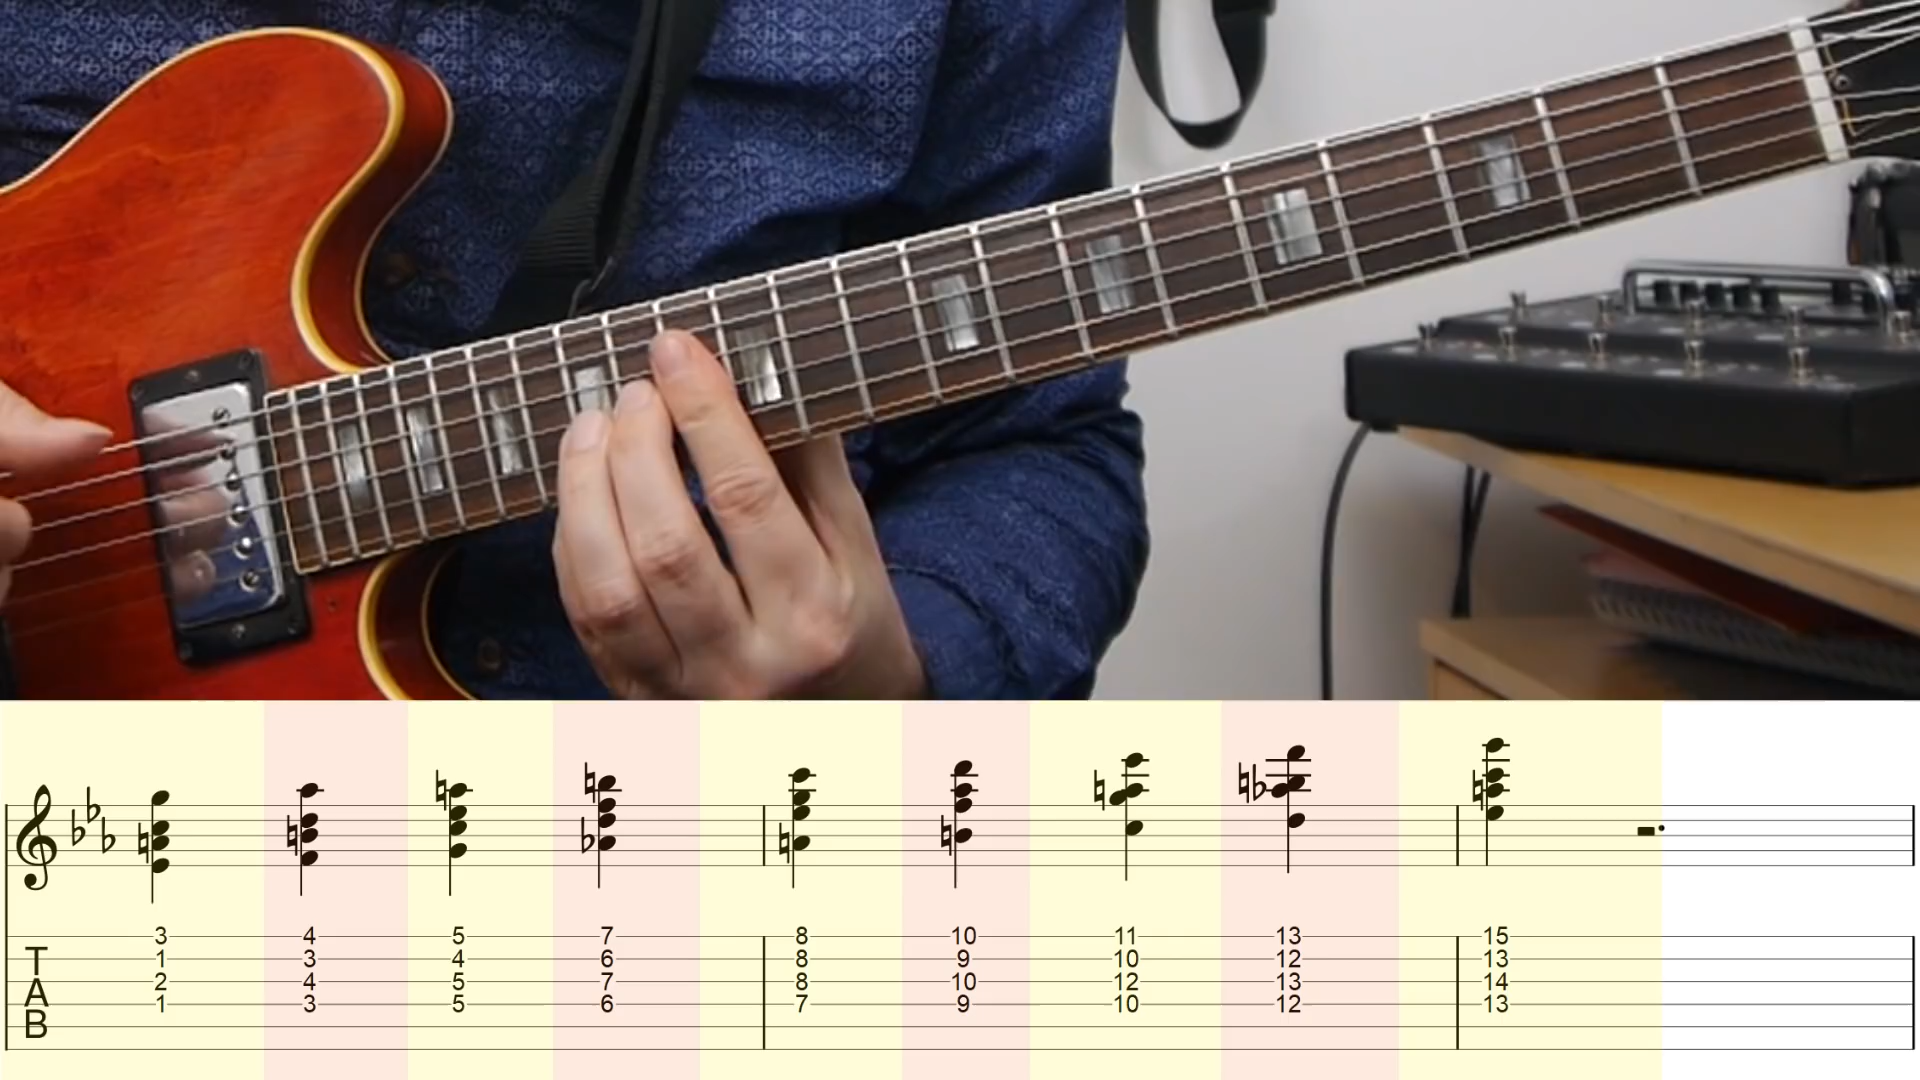 3 4 5 7 8 10 11 13 15
T 1 3 4 6 8 9 10 12 13
A 2 4 5 7 8 10 12 13 14
B 1 3 5 6 7 9 10 12 13